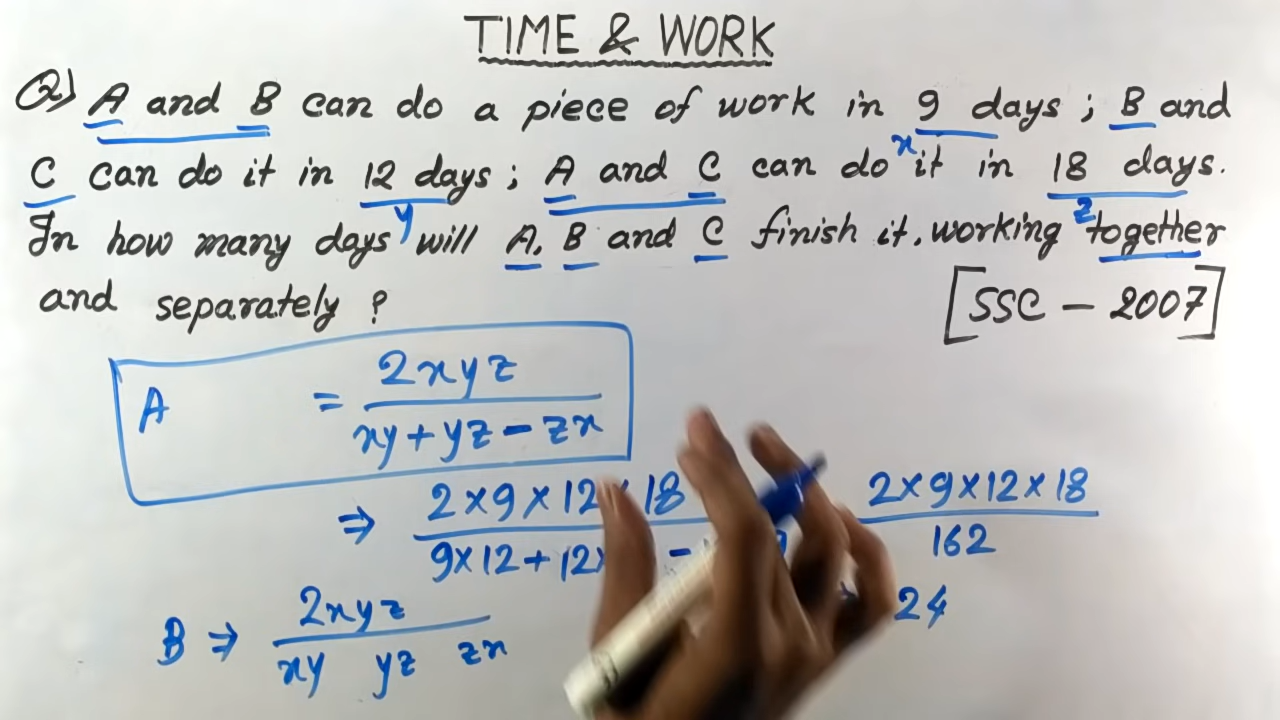 TIME & WORK
Q) A and B can do a piece of work in 9 days ; B and
C can do it in 12 days ; A and C can do it in 18 days.
x
y
z
In how many days will A, B and C finish it, working together
and separately ?
[SSC - 2007]
A = 2xyz / xy + yz - zx
⇒ 2 × 9 × 12 × 18 / 9 × 12 + 12 × -
2 × 9 × 12 × 18 / 162
24
B ⇒ 2xyz / xy yz zx